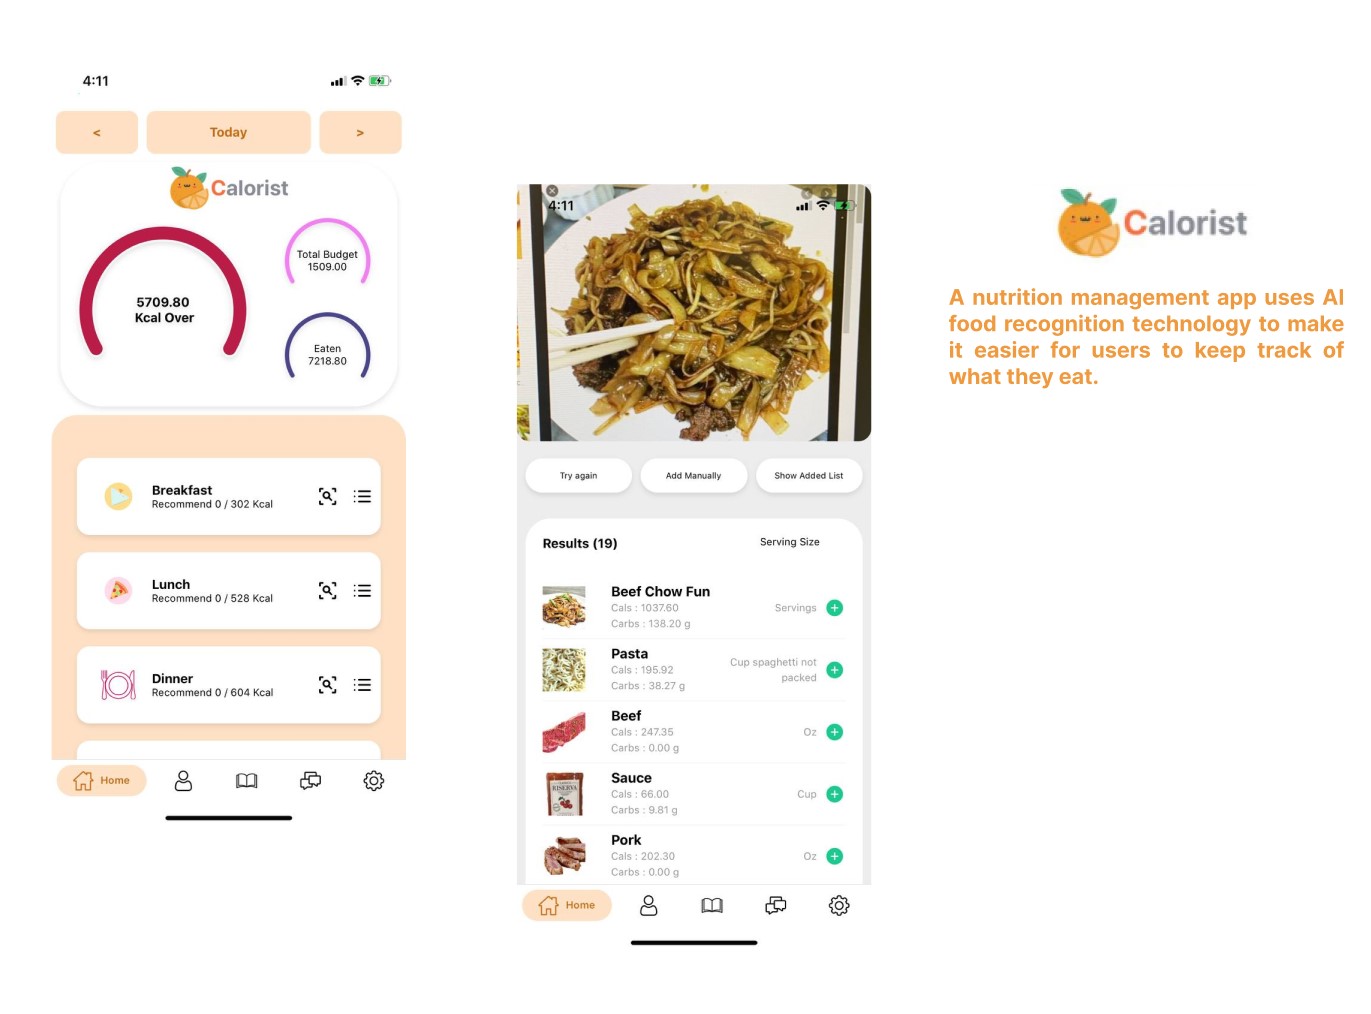 4:11
<
Today
>
Calorist
Total Budget
1509.00
5709.80
Kcal Over
Eaten
7218.80
Breakfast
Recommend 0 / 302 Kcal
Lunch
Recommend 0 / 528 Kcal
Dinner
Recommend 0 / 604 Kcal
Home
4:11
Try again
Add Manually
Show Added List
Results (19)
Serving Size
Beef Chow Fun
Cals : 1037.60
Carbs : 138.20 g
Servings
Pasta
Cals : 195.92
Carbs : 38.27 g
Cup spaghetti not
packed
Beef
Cals : 247.35
Carbs : 0.00 g
Oz
RISERVA
Sauce
Cals : 66.00
Carbs : 9.81 g
Cup
Pork
Cals : 202.30
Carbs : 0.00 g
Oz
Home
Calorist
A nutrition management app uses AI
food recognition technology to make
it easier for users to keep track of
what they eat.